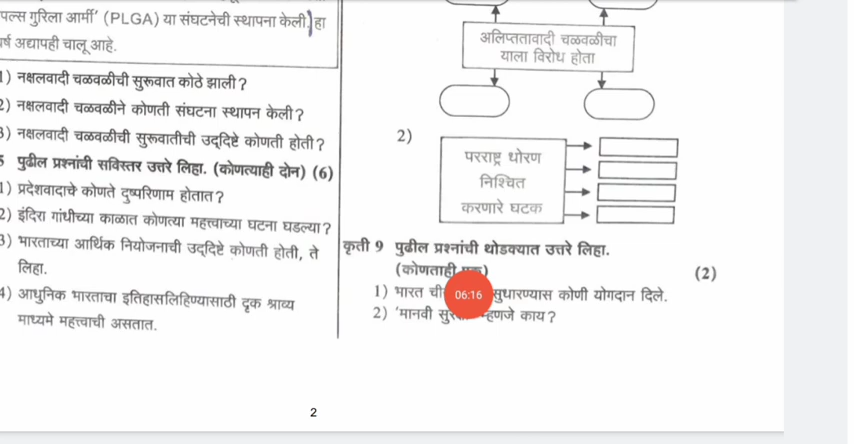 पल्स गुरिला आर्मी’ (PLGA) या संघटनेची स्थापना केली. हा
अद्यापही चालू आहे.
1) नक्षलवादी चळवळीची सुरूवात कोठे झाली?
2) नक्षलवादी चळवळीने कोणती संघटना स्थापन केली?
3) नक्षलवादी चळवळीची सुरूवातीची उद्दिष्टे कोणती होती?
5 पुढील प्रश्नांची सविस्तर उत्तरे लिहा. (कोणत्याही दोन) (6)
1) प्रदेशवादाचे कोणते दुष्परिणाम होतात?
2) इंदिरा गांधीच्या काळात कोणत्या महत्त्वाच्या घटना घडल्या?
3) भारताच्या आर्थिक नियोजनाची उद्दिष्टे कोणती होती, ते
लिहा.
4) आधुनिक भारताचा इतिहासलिहिण्यासाठी दृक श्राव्य
माध्यमे महत्त्वाची असतात.
अलिप्ततावादी चळवळीचा
याला विरोध होता
2)
परराष्ट्र धोरण
निश्चित
करणारे घटक
कृती 9 पुढील प्रश्नांची थोडक्यात उत्तरे लिहा.
(कोणताही (2)
1) भारत सुधारण्यास कोणी योगदान दिले.
06:16
2) ‘मानवी म्हणजे काय?
2